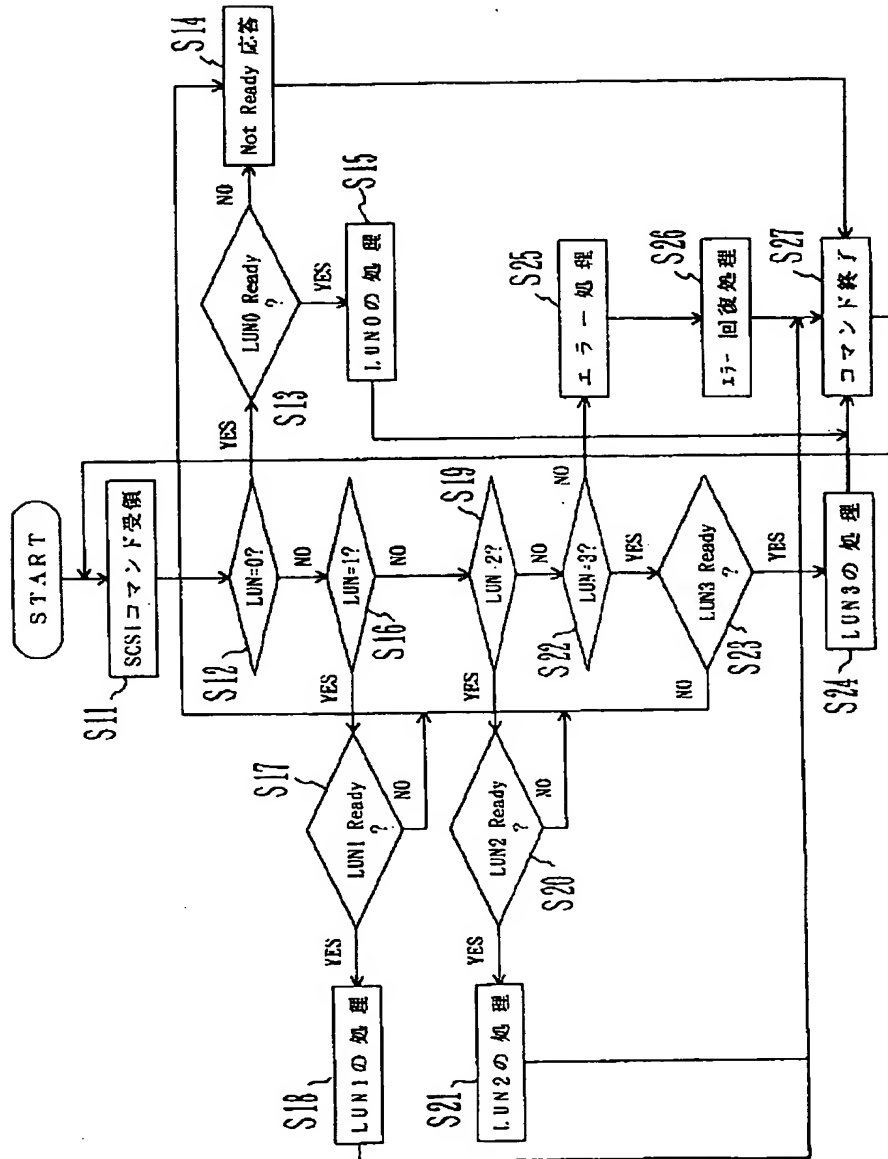 START
S11
SCSIコマンド受領
S12
LUN=0?
YES
NO
S13
LUN0 Ready
?
NO
YES
S14
Not Ready 応答
S15
LUN0の処理
S16
LUN=1?
YES
NO
S17
LUN1 Ready
?
YES
NO
S18
LUN1の処理
S19
LUN=2?
YES
NO
S20
LUN2 Ready
?
YES
NO
S21
LUN2の処理
S22
LUN=3?
NO
YES
S23
LUN3 Ready
?
NO
YES
S24
LUN3の処理
S25
エラー処理
S26
エラー回復処理
S27
コマンド終了